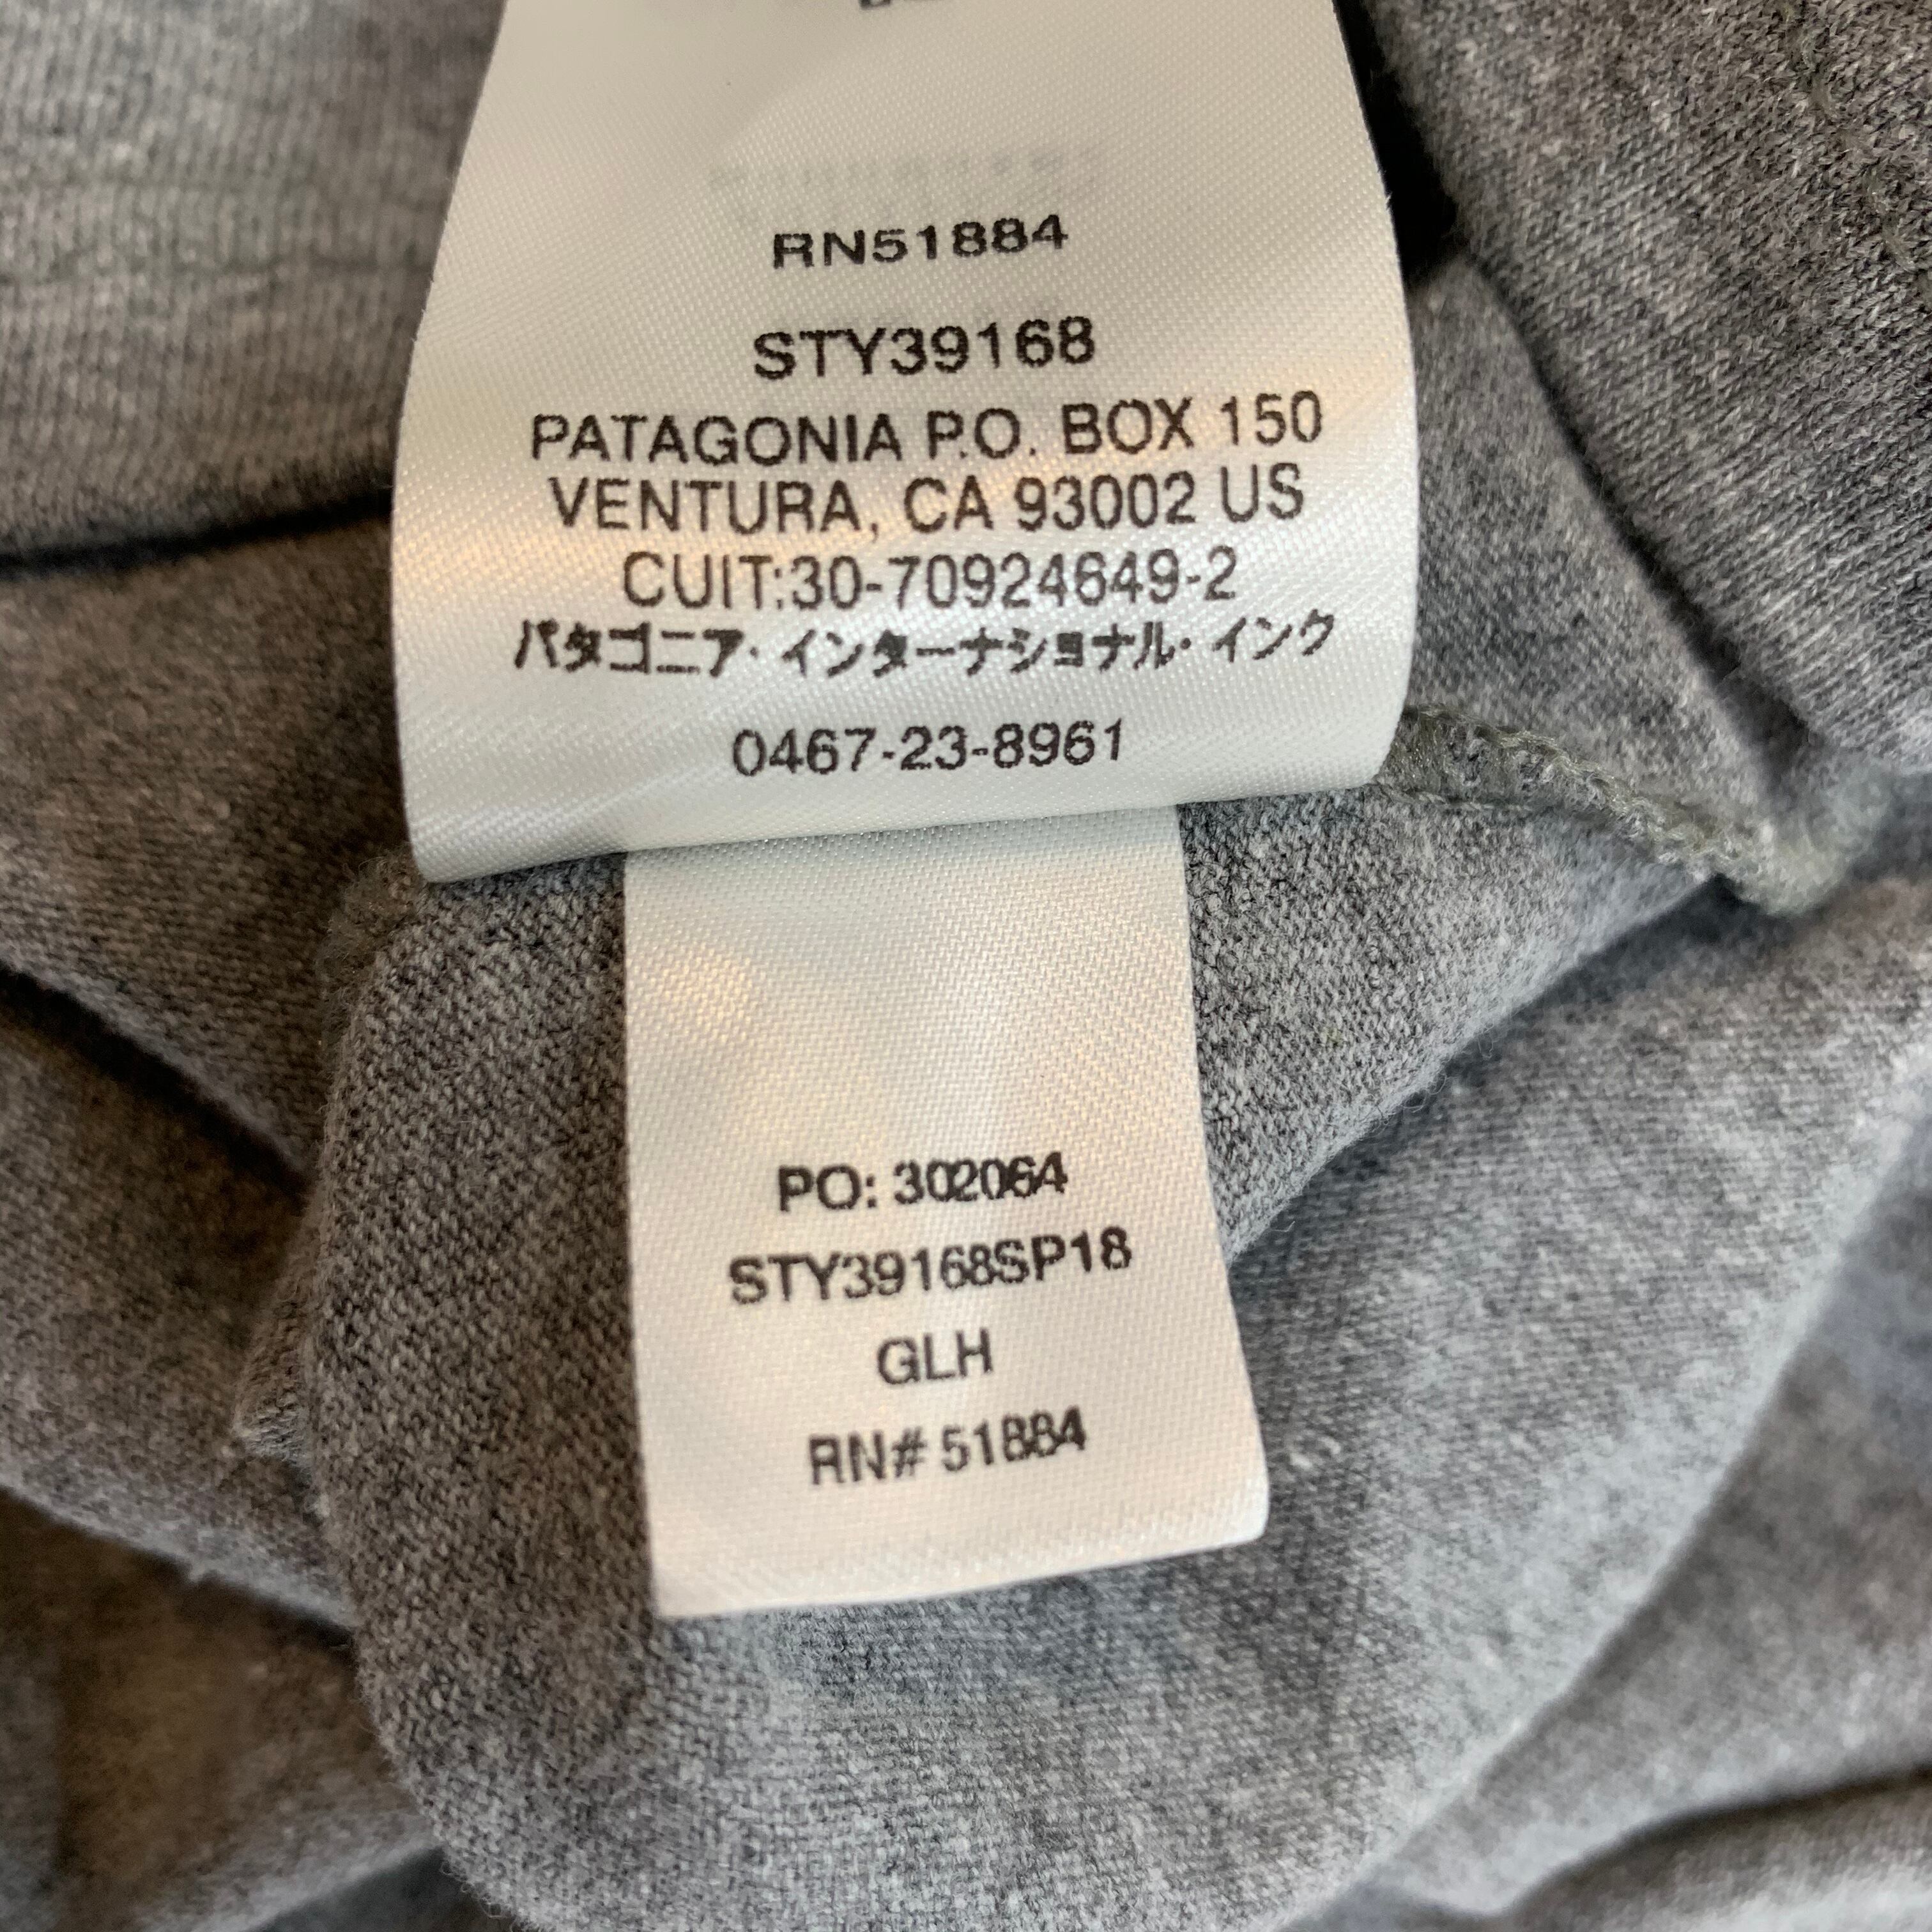 RN51884
STY39168
PATAGONIA P.O. BOX 150
VENTURA, CA 93002 US
CUIT:30-70924649-2
パタゴニア・インターナショナル・インク
0467-23-8961
PO: 302064
STY39168SP18
GLH
RN# 51884